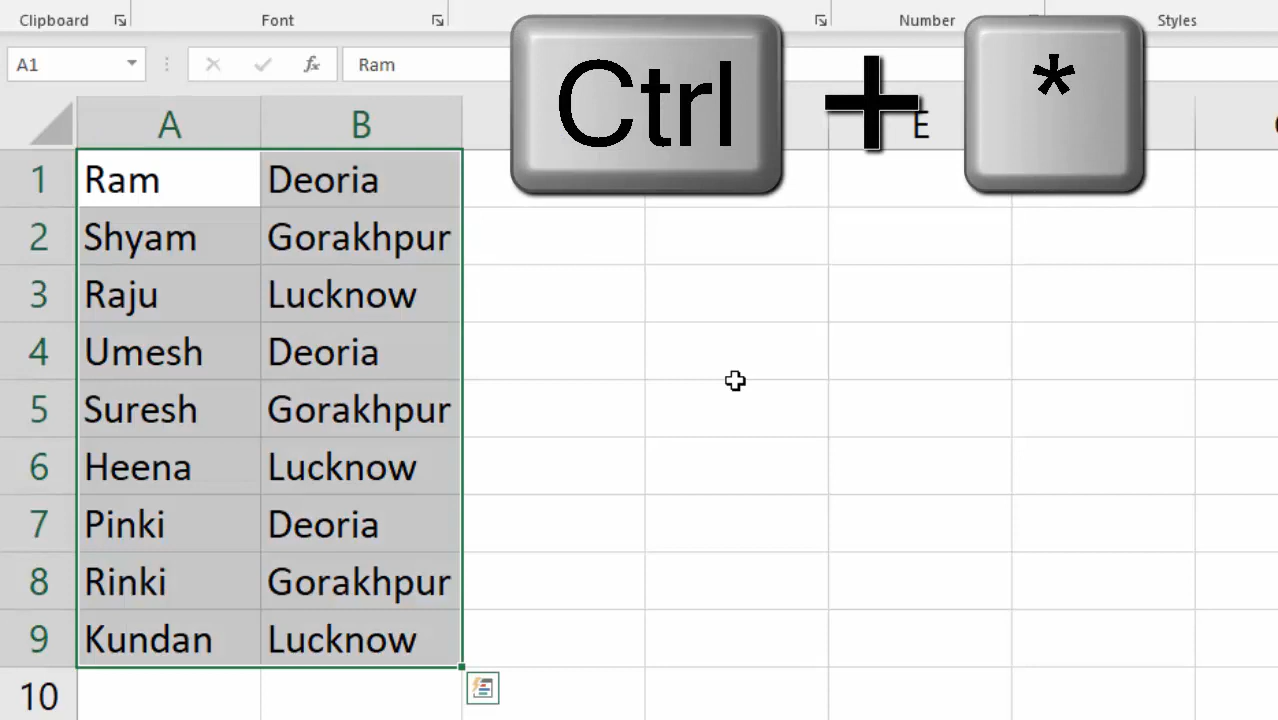 Clipboard Font Number Styles
A1 fx Ram
Ctrl + *
A B E
1 Ram Deoria
2 Shyam Gorakhpur
3 Raju Lucknow
4 Umesh Deoria
5 Suresh Gorakhpur
6 Heena Lucknow
7 Pinki Deoria
8 Rinki Gorakhpur
9 Kundan Lucknow
10